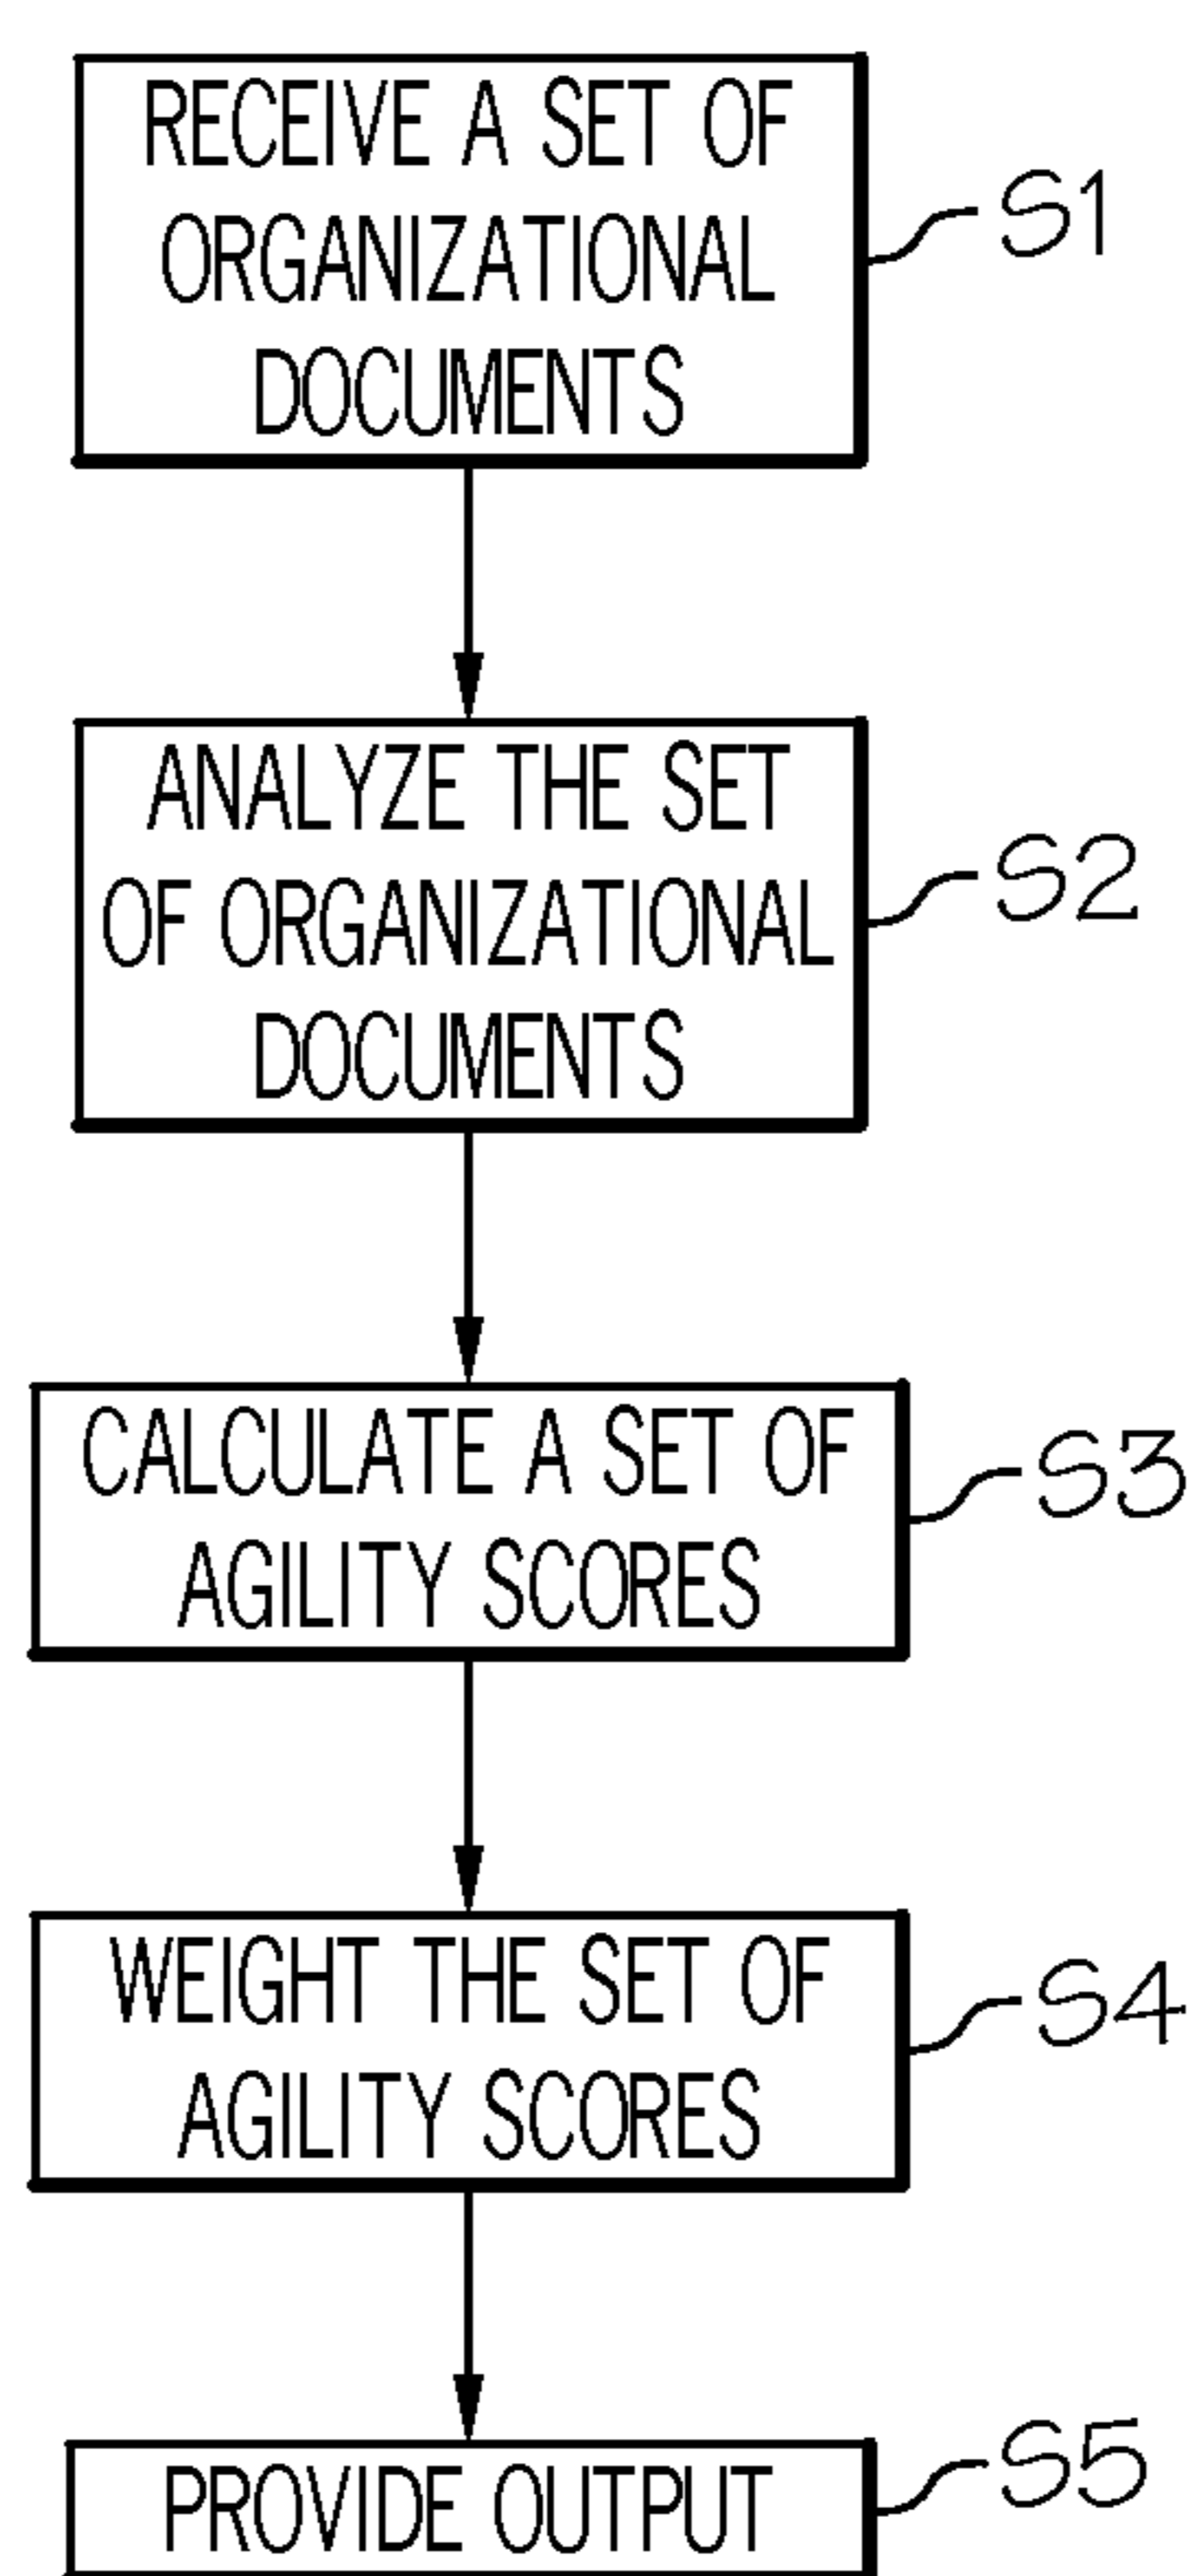 RECEIVE A SET OF
ORGANIZATIONAL
DOCUMENTS
S1
ANALYZE THE SET
OF ORGANIZATIONAL
DOCUMENTS
S2
CALCULATE A SET OF
AGILITY SCORES
S3
WEIGHT THE SET OF
AGILITY SCORES
S4
PROVIDE OUTPUT
S5